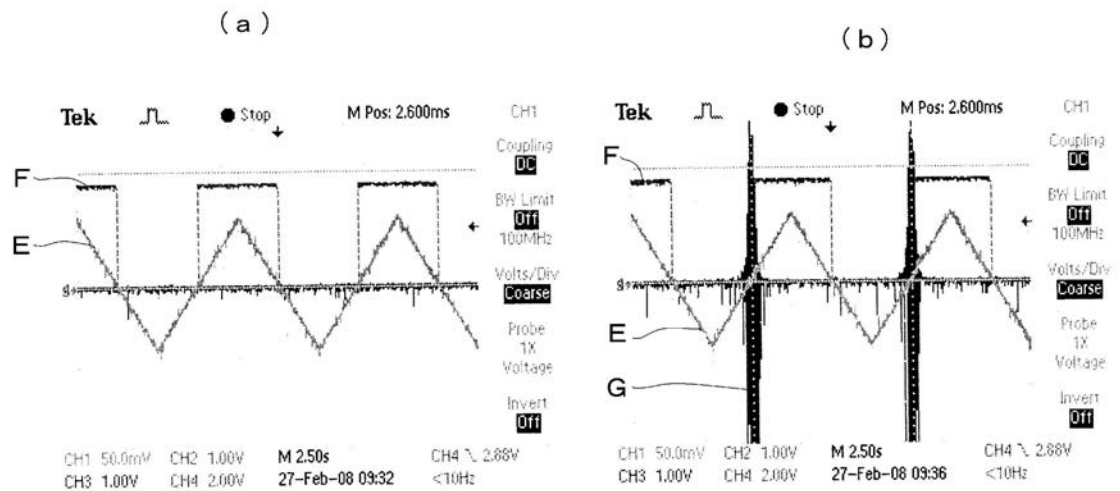 (a)
Tek
Stop
M Pos: 2.600ms
CH1
Coupling
DC
BW Limit
Off
100MHz
Volts/Div
Coarse
Probe
1X
Voltage
Invert
Off
F
E
CH1 50.0mV CH2 1.00V M 2.50s CH4 2.88V
CH3 1.00V CH4 2.00V 27-Feb-08 09:32 <10Hz
(b)
Tek
Stop
M Pos: 2.600ms
CH1
Coupling
DC
BW Limit
Off
100MHz
Volts/Div
Coarse
Probe
1X
Voltage
Invert
Off
F
E
G
CH1 50.0mV CH2 1.00V M 2.50s CH4 2.88V
CH3 1.00V CH4 2.00V 27-Feb-08 09:36 <10Hz